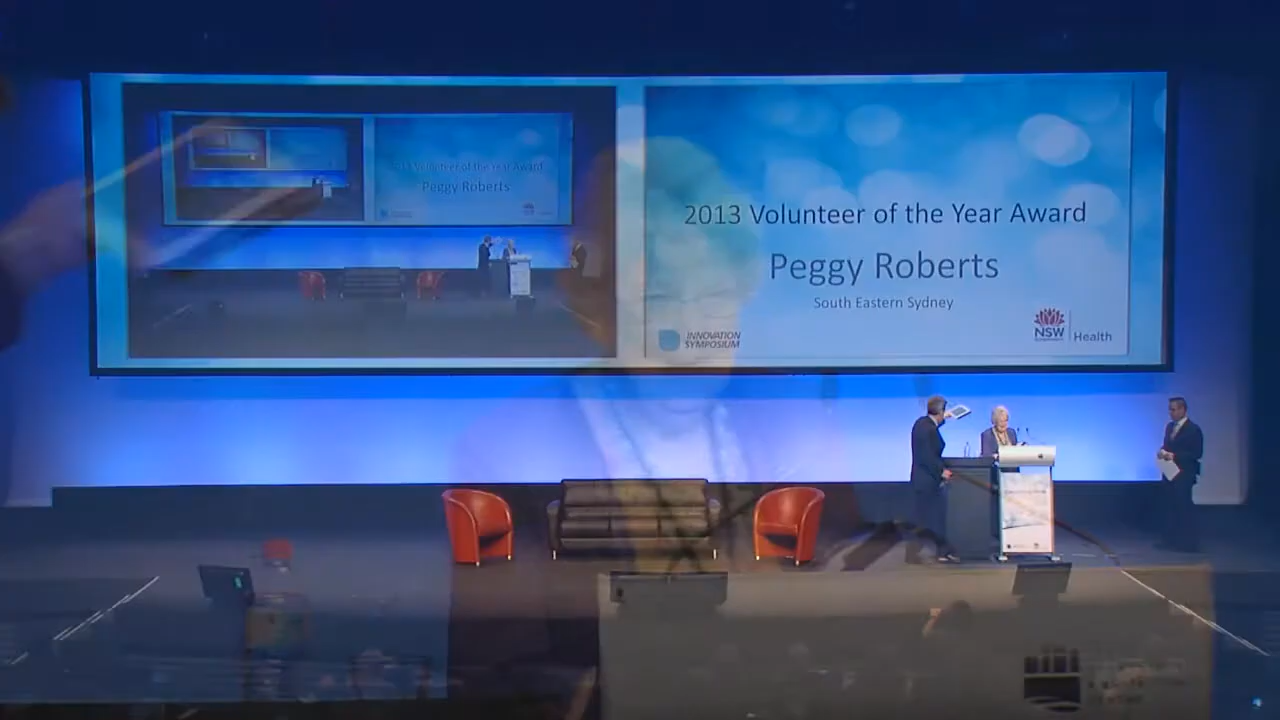 2013 Volunteer of the Year Award
Peggy Roberts
2013 Volunteer of the Year Award
Peggy Roberts
South Eastern Sydney
INNOVATION
SYMPOSIUM
NSW
Health